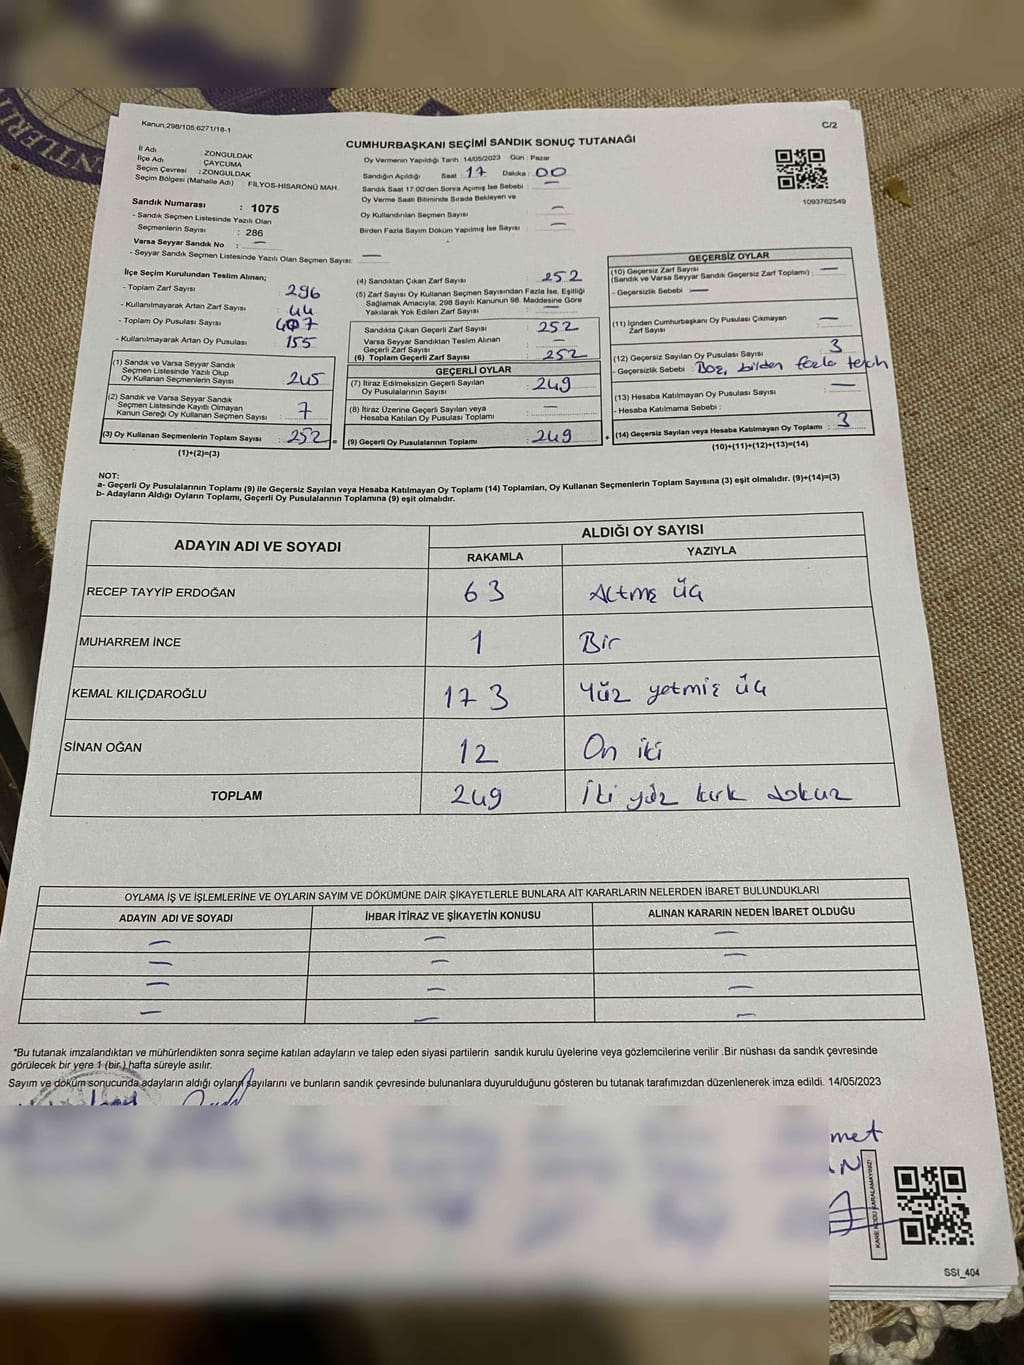 Kanun:298/105,6271/18-1
C/2
CUMHURBAŞKANI SEÇİMİ SANDIK SONUÇ TUTANAĞI
İl Adı : ZONGULDAK
İlçe Adı : ÇAYCUMA
Seçim Çevresi : ZONGULDAK
Seçim Bölgesi (Mahalle Adı) : FİLYOS-HİSARÖNÜ MAH.
Sandık Numarası : 1075
- Sandık Seçmen Listesinde Yazılı Olan
Seçmenlerin Sayısı : 286
Varsa Seyyar Sandık No : —
- Seyyar Sandık Seçmen Listesinde Yazılı Olan Seçmen Sayısı: —
Oy Vermenin Yapıldığı Tarih : 14/05/2023 Gün : Pazar
Sandığın Açıldığı Saat : 17 Dakika : 00
Sandık Saat 17:00'den Sonra Açımış İse Sebebi : —
Oy Verme Saati Bitiminde Sırada Bekleyen ve
Oy Kullandırılan Seçmen Sayısı : —
Birden Fazla Sayım Döküm Yapılmış İse Sayısı : —
1093762549
İlçe Seçim Kurulundan Teslim Alınan;
- Toplam Zarf Sayısı : 296
- Kullanılmayarak Artan Zarf Sayısı : 44
- Toplam Oy Pusulası Sayısı : 407
- Kullanılmayarak Artan Oy Pusulası : 155
(1) Sandık ve Varsa Seyyar Sandık
Seçmen Listesinde Yazılı Olup
Oy Kullanan Seçmenlerin Sayısı : 245
(2) Sandık ve Varsa Seyyar Sandık
Seçmen Listesinde Kayıtlı Olmayan
Kanun Gereği Oy Kullanan Seçmen Sayısı : 7
(3) Oy Kullanan Seçmenlerin Toplam Sayısı : 252 =
(1)+(2)=(3)
(4) Sandıktan Çıkan Zarf Sayısı : 252
(5) Zarf Sayısı Oy Kullanan Seçmen Sayısından Fazla İse, Eşitliği
Sağlamak Amacıyla; 298 Sayılı Kanunun 98. Maddesine Göre
Yakılarak Yok Edilen Zarf Sayısı : —
Sandıkta Çıkan Geçerli Zarf Sayısı : 252
Varsa Seyyar Sandıktan Teslim Alınan
Geçerli Zarf Sayısı : —
(6) Toplam Geçerli Zarf Sayısı : 252
GEÇERLİ OYLAR
(7) İtiraz Edilmeksizin Geçerli Sayılan
Oy Pusulalarının Sayısı : 249
(8) İtiraz Üzerine Geçerli Sayılan veya
Hesaba Katılan Oy Pusulası Toplamı : —
(9) Geçerli Oy Pusulalarının Toplamı : 249 +
GEÇERSİZ OYLAR
(10) Geçersiz Zarf Sayısı
(Sandık ve Varsa Seyyar Sandık Geçersiz Zarf Toplamı) : —
- Geçersizlik Sebebi : —
(11) İçinden Cumhurbaşkanı Oy Pusulası Çıkmayan
Zarf Sayısı : —
(12) Geçersiz Sayılan Oy Pusulası Sayısı : 3
- Geçersizlik Sebebi : Boş, birden fazla tercih
(13) Hesaba Katılmayan Oy Pusulası Sayısı : —
- Hesaba Katılmama Sebebi :
(14) Geçersiz Sayılan veya Hesaba Katılmayan Oy Toplamı : 3
(10)+(11)+(12)+(13)=(14)
NOT:
a- Geçerli Oy Pusulalarının Toplamı (9) ile Geçersiz Sayılan veya Hesaba Katılmayan Oy Toplamı (14) Toplamları, Oy Kullanan Seçmenlerin Toplam Sayısına (3) eşit olmalıdır. (9)+(14)=(3)
b- Adayların Aldığı Oyların Toplamı, Geçerli Oy Pusulalarının Toplamına (9) eşit olmalıdır.
ADAYIN ADI VE SOYADI ALDIĞI OY SAYISI
RAKAMLA YAZIYLA
RECEP TAYYİP ERDOĞAN 63 Altmış üç
MUHARREM İNCE 1 Bir
KEMAL KILIÇDAROĞLU 173 Yüz yetmiş üç
SİNAN OĞAN 12 On iki
TOPLAM 249 İki yüz kırk dokuz
OYLAMA İŞ VE İŞLEMLERİNE VE OYLARIN SAYIM VE DÖKÜMÜNE DAİR ŞİKAYETLERLE BUNLARA AİT KARARLARIN NELERDEN İBARET BULUNDUKLARI
ADAYIN ADI VE SOYADI İHBAR İTİRAZ VE ŞİKAYETİN KONUSU ALINAN KARARIN NEDEN İBARET OLDUĞU
— — —
— — —
— — —
— — —
*Bu tutanak imzalandıktan ve mühürlendikten sonra seçime katılan adayların ve talep eden siyasi partilerin sandık kurulu üyelerine veya gözlemcilerine verilir .Bir nüshası da sandık çevresinde
görülecek bir yere 1 (bir ) hafta süreyle asılır.
Sayım ve döküm sonucunda adayların aldığı oyların sayılarını ve bunların sandık çevresinde bulunanlara duyurulduğunu gösteren bu tutanak tarafımızdan düzenlenerek imza edildi. 14/05/2023
met
AN
KARE KODU KARALAMAYINIZ!
SSI_404